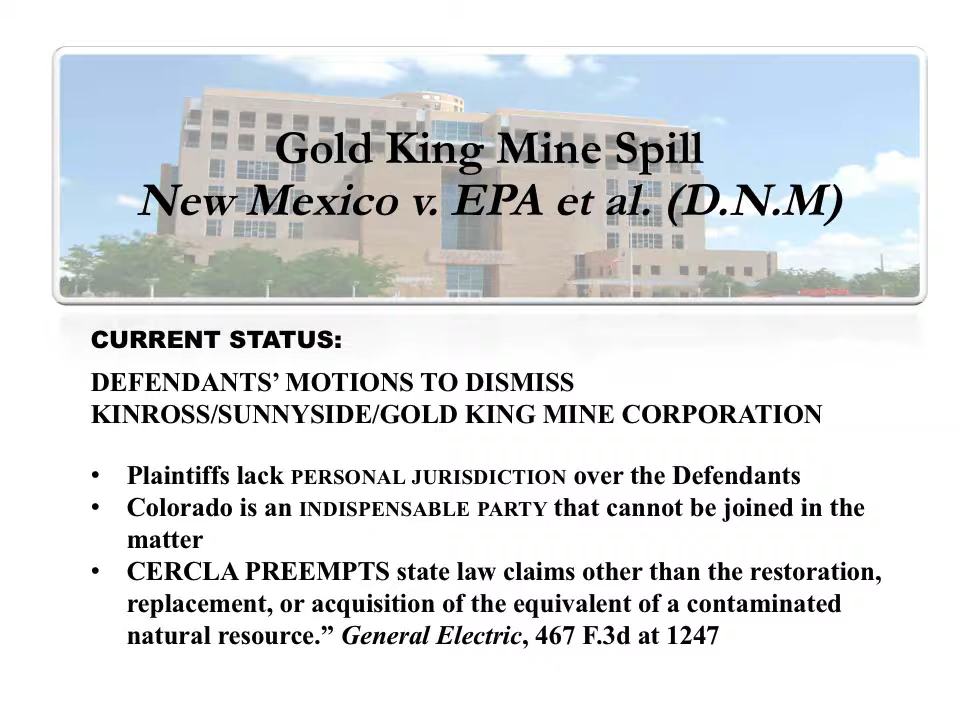 Gold King Mine Spill
New Mexico v. EPA et al. (D.N.M)
CURRENT STATUS:
DEFENDANTS’ MOTIONS TO DISMISS
KINROSS/SUNNYSIDE/GOLD KING MINE CORPORATION
• Plaintiffs lack PERSONAL JURISDICTION over the Defendants
• Colorado is an INDISPENSABLE PARTY that cannot be joined in the
matter
• CERCLA PREEMPTS state law claims other than the restoration,
replacement, or acquisition of the equivalent of a contaminated
natural resource.” General Electric, 467 F.3d at 1247